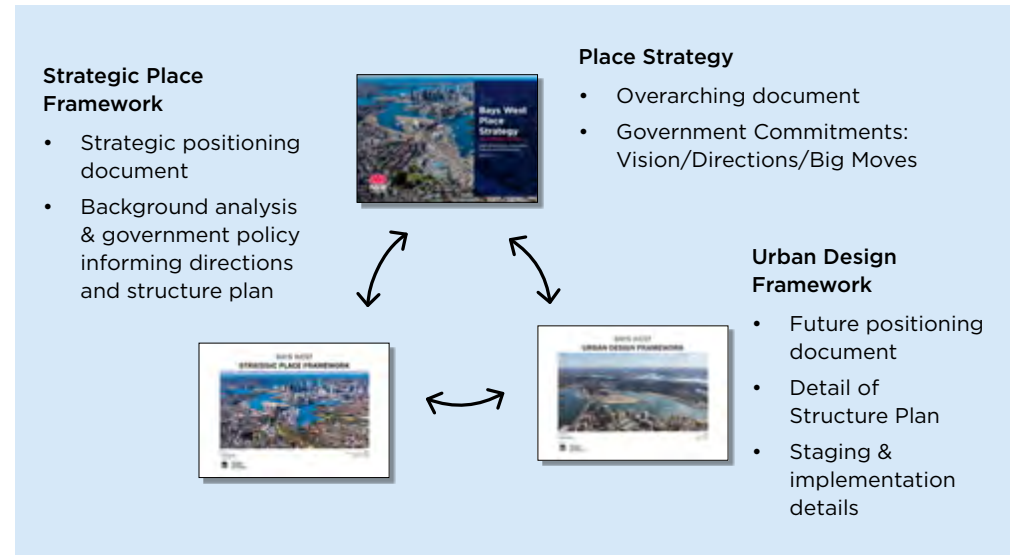 Strategic Place
Framework
• Strategic positioning
document
• Background analysis
& government policy
informing directions
and structure plan
Bays West
Place
Strategy
Place Strategy
• Overarching document
• Government Commitments:
Vision/Directions/Big Moves
BAYS WEST
STRATEGIC PLACE FRAMEWORK
BAYS WEST
URBAN DESIGN FRAMEWORK
Urban Design
Framework
• Future positioning
document
• Detail of
Structure Plan
• Staging &
implementation
details